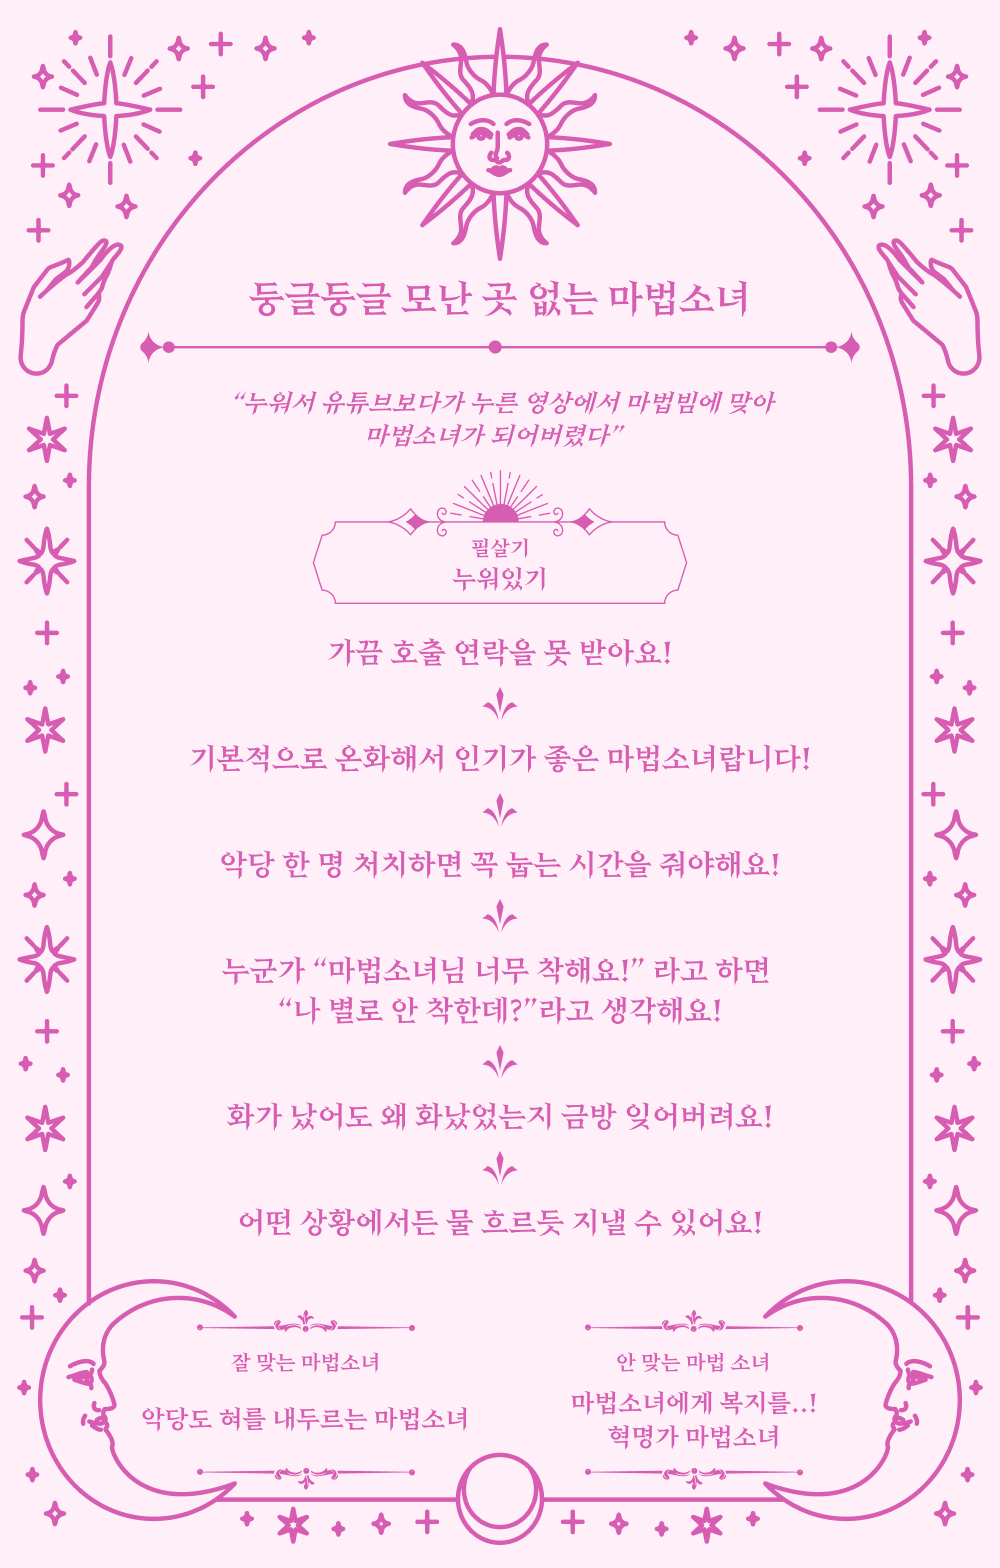 둥글둥글 모난 곳 없는 마법소녀
“누워서 유튜브보다가 누른 영상에서 마법빔에 맞아
마법소녀가 되어버렸다”
필살기
누워있기
가끔 호출 연락을 못 받아요!
기본적으로 온화해서 인기가 좋은 마법소녀랍니다!
악당 한 명 처치하면 꼭 눕는 시간을 줘야해요!
누군가 “마법소녀님 너무 착해요!” 라고 하면
“나 별로 안 착한데?”라고 생각해요!
화가 났어도 왜 화났었는지 금방 잊어버려요!
어떤 상황에서든 물 흐르듯 지낼 수 있어요!
잘 맞는 마법소녀
악당도 혀를 내두르는 마법소녀
안 맞는 마법 소녀
마법소녀에게 복지를..!
혁명가 마법소녀